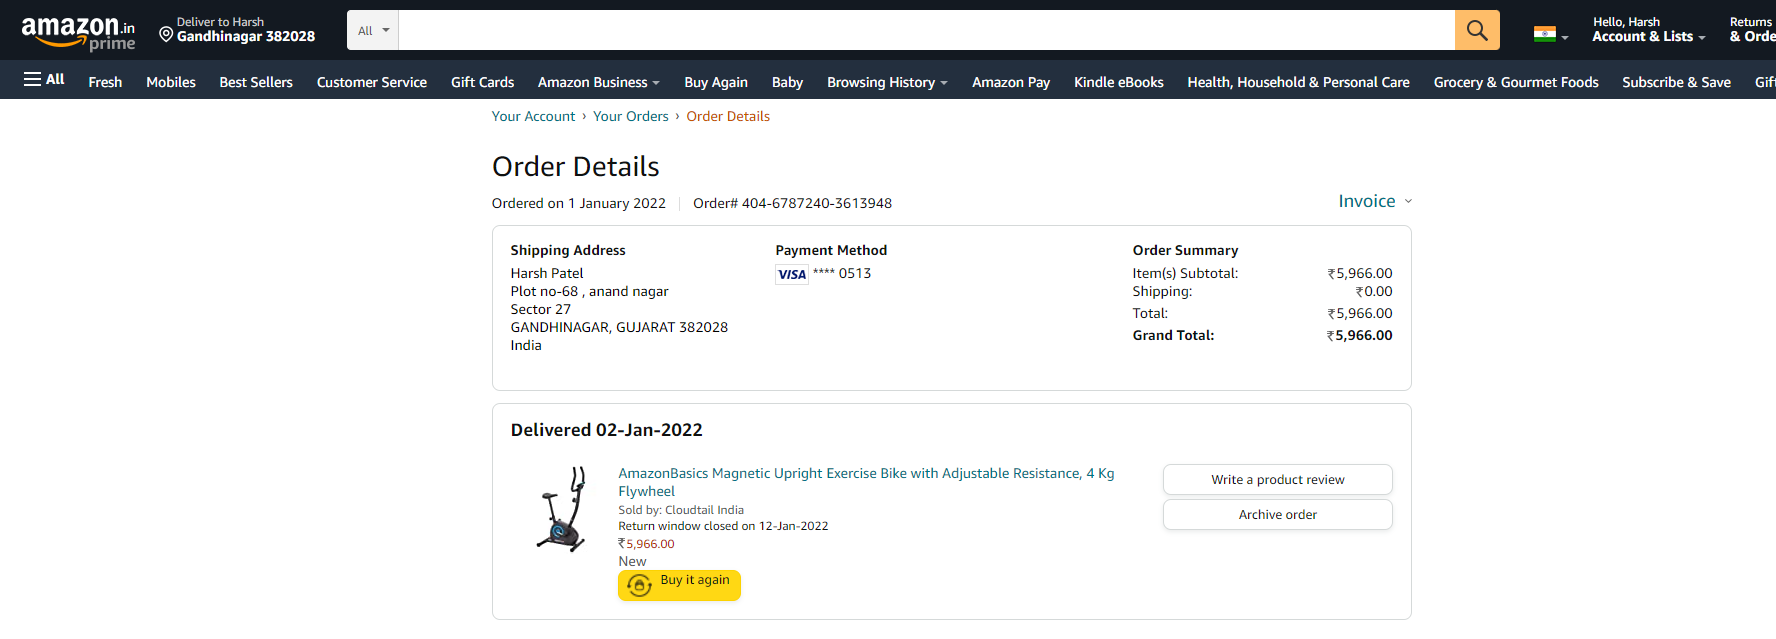 amazon.in
prime
Deliver to Harsh
Gandhinagar 382028
All
Hello, Harsh
Account & Lists
Returns
& Orde
All
Fresh
Mobiles
Best Sellers
Customer Service
Gift Cards
Amazon Business
Buy Again
Baby
Browsing History
Amazon Pay
Kindle eBooks
Health, Household & Personal Care
Grocery & Gourmet Foods
Subscribe & Save
Gif
Your Account › Your Orders › Order Details
Order Details
Ordered on 1 January 2022
Order# 404-6787240-3613948
Invoice
Shipping Address
Harsh Patel
Plot no-68 , anand nagar
Sector 27
GANDHINAGAR, GUJARAT 382028
India
Payment Method
VISA **** 0513
Order Summary
Item(s) Subtotal: ₹5,966.00
Shipping: ₹0.00
Total: ₹5,966.00
Grand Total: ₹5,966.00
Delivered 02-Jan-2022
AmazonBasics Magnetic Upright Exercise Bike with Adjustable Resistance, 4 Kg
Flywheel
Sold by: Cloudtail India
Return window closed on 12-Jan-2022
₹5,966.00
New
Buy it again
Write a product review
Archive order